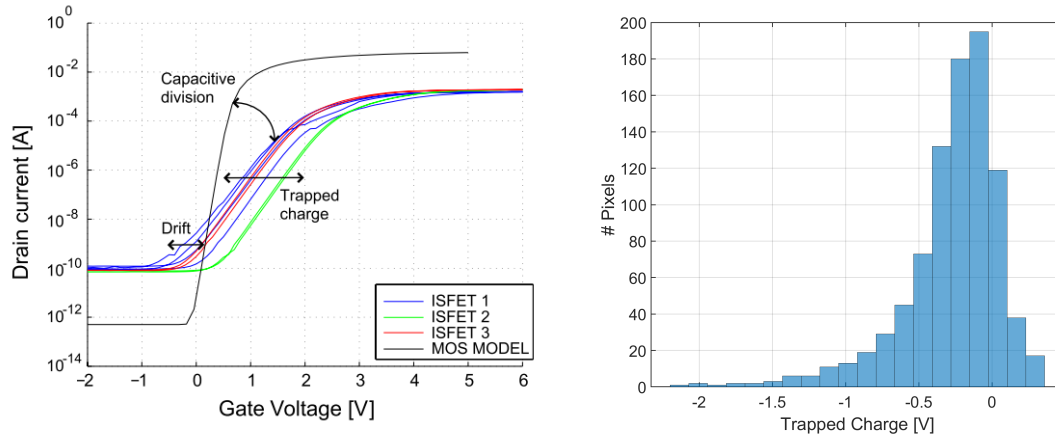 10^0
10^-2
10^-4
10^-6
10^-8
10^-10
10^-12
10^-14
Drain current [A]
Capacitive
division
Trapped
charge
Drift
ISFET 1
ISFET 2
ISFET 3
MOS MODEL
−2 −1 0 1 2 3 4 5 6
Gate Voltage [V]
200
180
160
140
120
100
80
60
40
20
0
# Pixels
-2 -1.5 -1 -0.5 0
Trapped Charge [V]